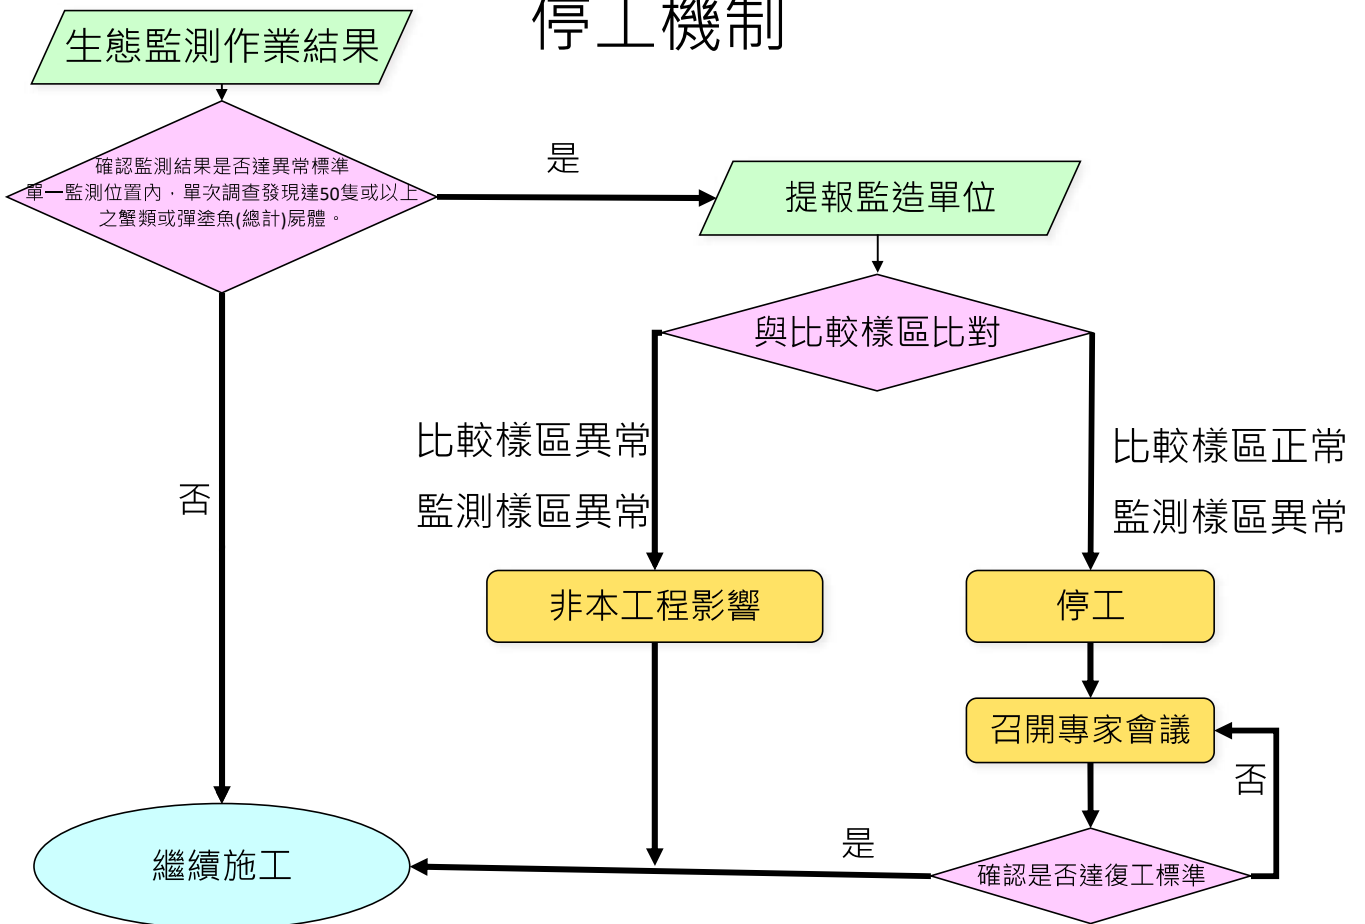 停工機制
生態監測作業結果
確認監測結果是否達異常標準
單一監測位置內，單次調查發現達50隻或以上
之蟹類或彈塗魚(總計)屍體。
是
提報監造單位
與比較樣區比對
比較樣區異常
監測樣區異常
比較樣區正常
監測樣區異常
否
非本工程影響
停工
召開專家會議
否
是
繼續施工
確認是否達復工標準